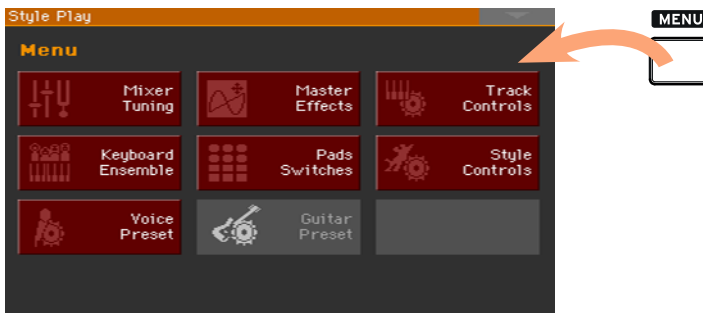 Style Play
MENU
Menu
Mixer
Tuning
Master
Effects
Track
Controls
Keyboard
Ensemble
Pads
Switches
Style
Controls
Voice
Preset
Guitar
Preset